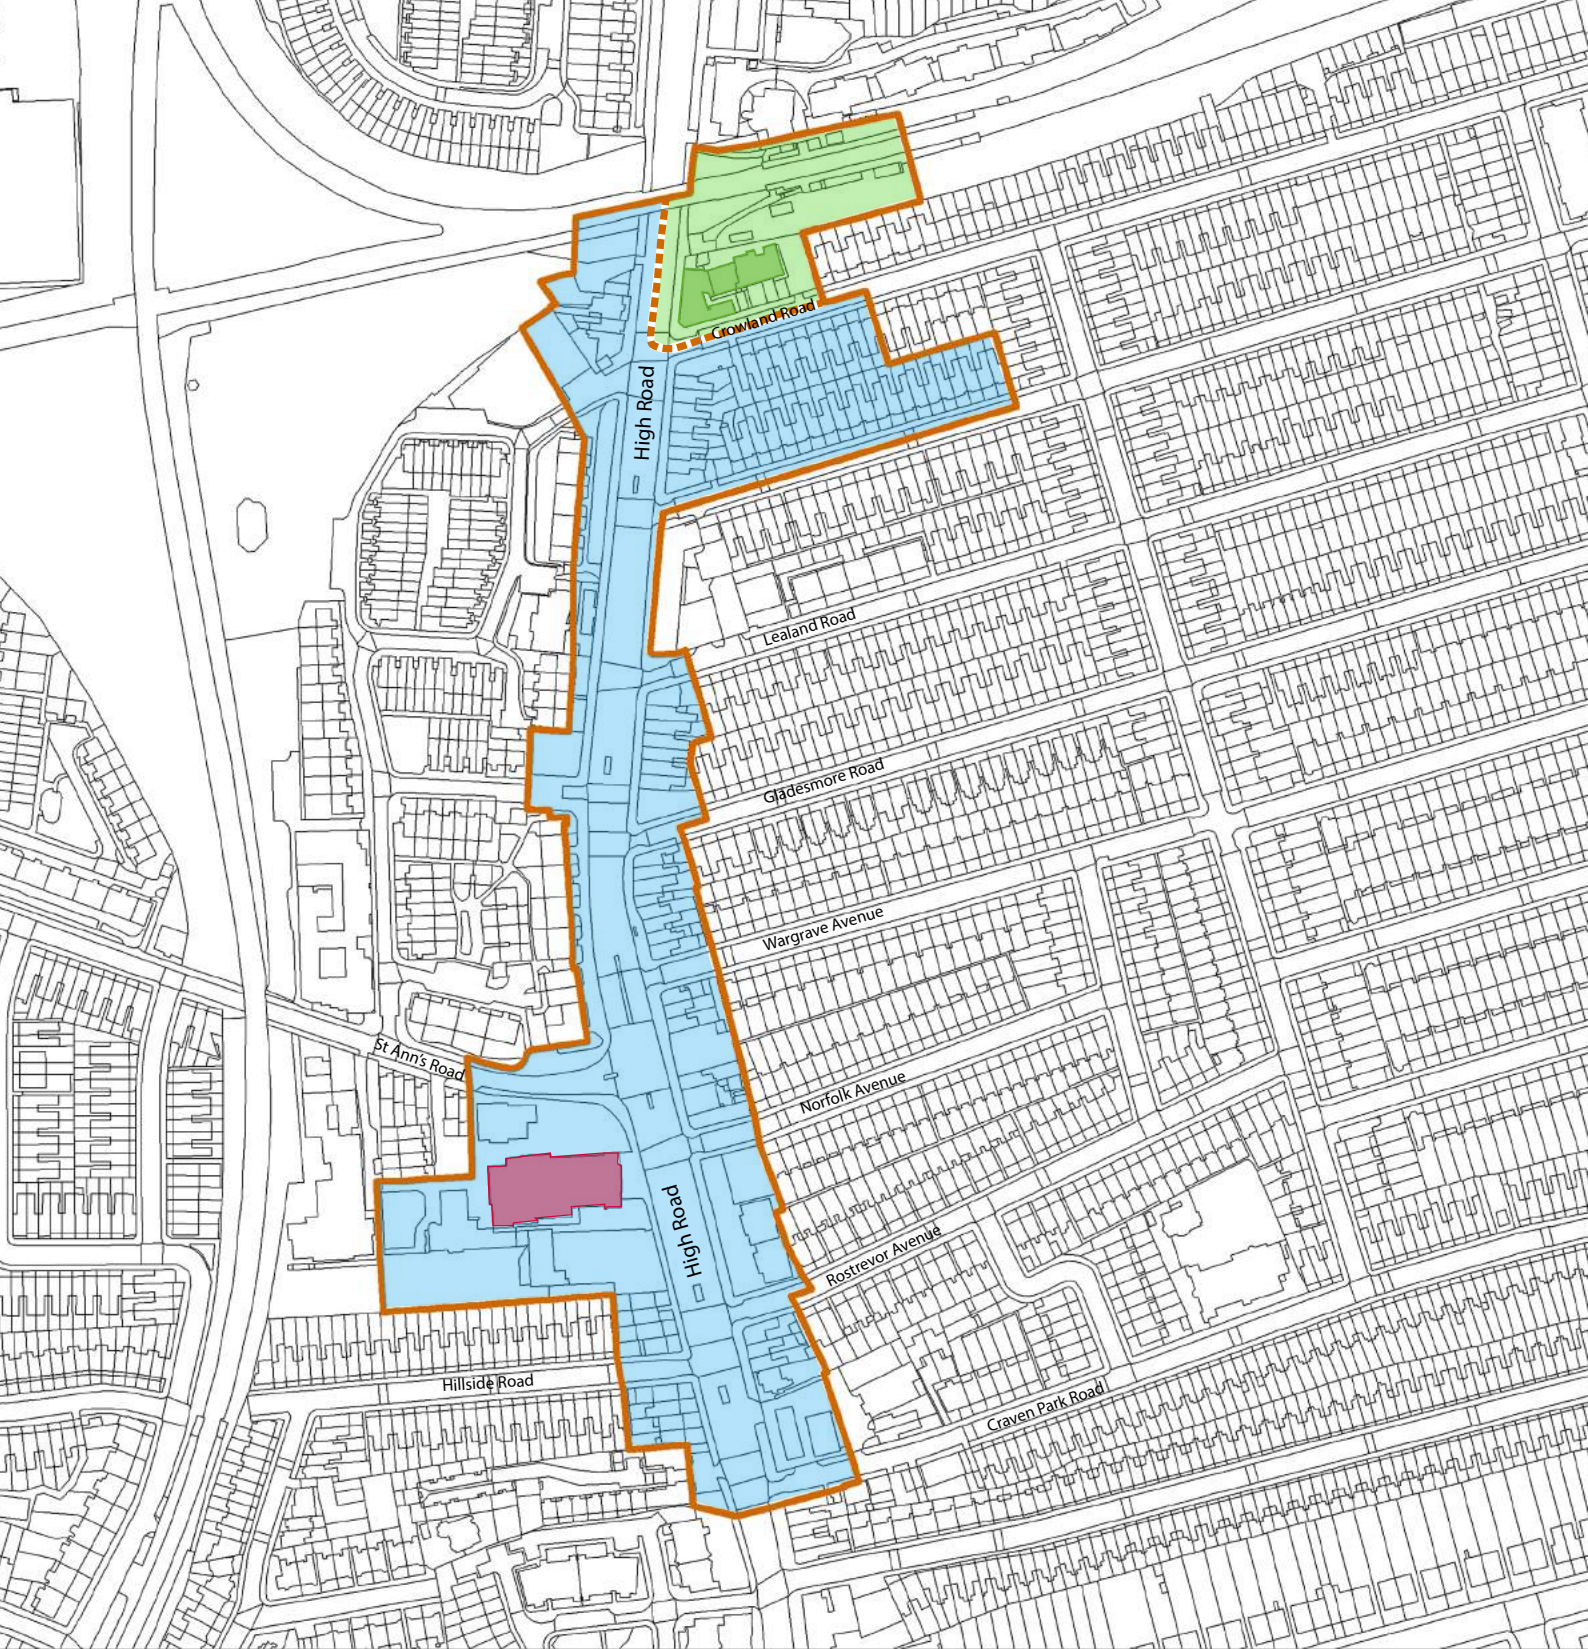 Crowland Road
High Road
Lealand Road
Gladesmore Road
Wargrave Avenue
St Ann's Road
Norfolk Avenue
High Road
Rostrevor Avenue
Hillside Road
Craven Park Road